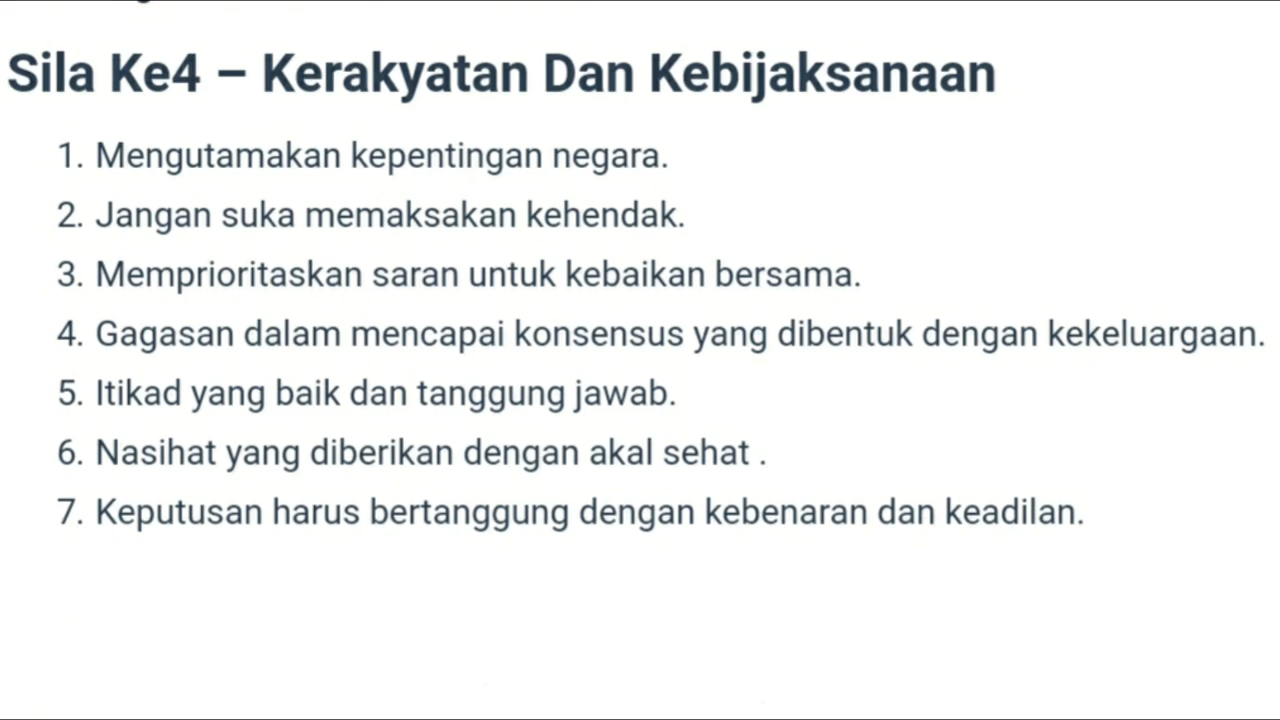 Sila Ke4 – Kerakyatan Dan Kebijaksanaan
1. Mengutamakan kepentingan negara.
2. Jangan suka memaksakan kehendak.
3. Memprioritaskan saran untuk kebaikan bersama.
4. Gagasan dalam mencapai konsensus yang dibentuk dengan kekeluargaan.
5. Itikad yang baik dan tanggung jawab.
6. Nasihat yang diberikan dengan akal sehat .
7. Keputusan harus bertanggung dengan kebenaran dan keadilan.